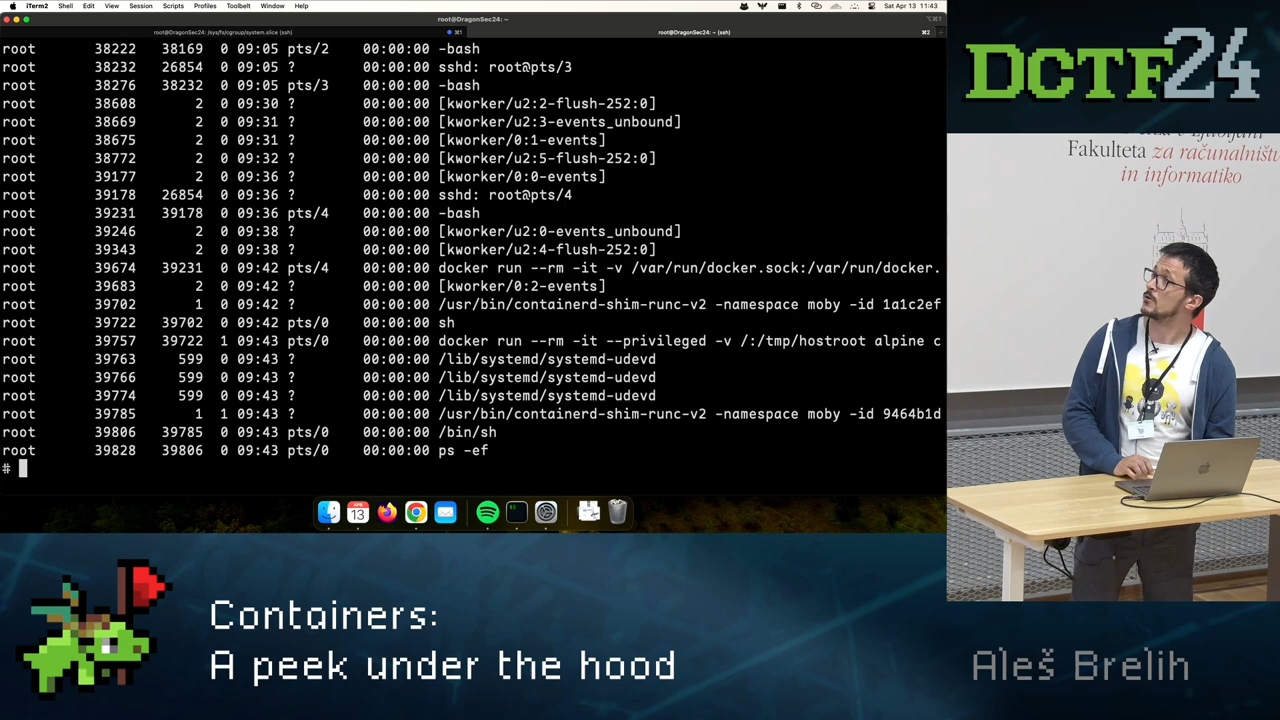 iTerm2 Shell Edit View Session Scripts Profiles Toolbelt Window Help
Sat Apr 13 11:43
root@DragonSec24: ~
⌥⌘1
root@DragonSec24: /sys/fs/cgroup/system.slice (ssh) ⌘1
root@DragonSec24: ~ (ssh) ⌘2
root 38222 38169 0 09:05 pts/2 00:00:00 -bash
root 38232 26854 0 09:05 ? 00:00:00 sshd: root@pts/3
root 38276 38232 0 09:05 pts/3 00:00:00 -bash
root 38608 2 0 09:30 ? 00:00:00 [kworker/u2:2-flush-252:0]
root 38669 2 0 09:31 ? 00:00:00 [kworker/u2:3-events_unbound]
root 38675 2 0 09:31 ? 00:00:00 [kworker/0:1-events]
root 38772 2 0 09:32 ? 00:00:00 [kworker/u2:5-flush-252:0]
root 39177 2 0 09:36 ? 00:00:00 [kworker/0:0-events]
root 39178 26854 0 09:36 ? 00:00:00 sshd: root@pts/4
root 39231 39178 0 09:36 pts/4 00:00:00 -bash
root 39246 2 0 09:38 ? 00:00:00 [kworker/u2:0-events_unbound]
root 39343 2 0 09:38 ? 00:00:00 [kworker/u2:4-flush-252:0]
root 39674 39231 0 09:42 pts/4 00:00:00 docker run --rm -it -v /var/run/docker.sock:/var/run/docker.
root 39683 2 0 09:42 ? 00:00:00 [kworker/0:2-events]
root 39702 1 0 09:42 ? 00:00:00 /usr/bin/containerd-shim-runc-v2 -namespace moby -id 1a1c2ef
root 39722 39702 0 09:42 pts/0 00:00:00 sh
root 39757 39722 1 09:43 pts/0 00:00:00 docker run --rm -it --privileged -v /:/tmp/hostroot alpine c
root 39763 599 0 09:43 ? 00:00:00 /lib/systemd/systemd-udevd
root 39766 599 0 09:43 ? 00:00:00 /lib/systemd/systemd-udevd
root 39774 599 0 09:43 ? 00:00:00 /lib/systemd/systemd-udevd
root 39785 1 1 09:43 ? 00:00:00 /usr/bin/containerd-shim-runc-v2 -namespace moby -id 9464b1d
root 39806 39785 0 09:43 pts/0 00:00:00 /bin/sh
root 39828 39806 0 09:43 pts/0 00:00:00 ps -ef
#
APR
13
DCTF24
Fakulteta za računalništv
in informatiko
Containers:
A peek under the hood
Aleš Brelih